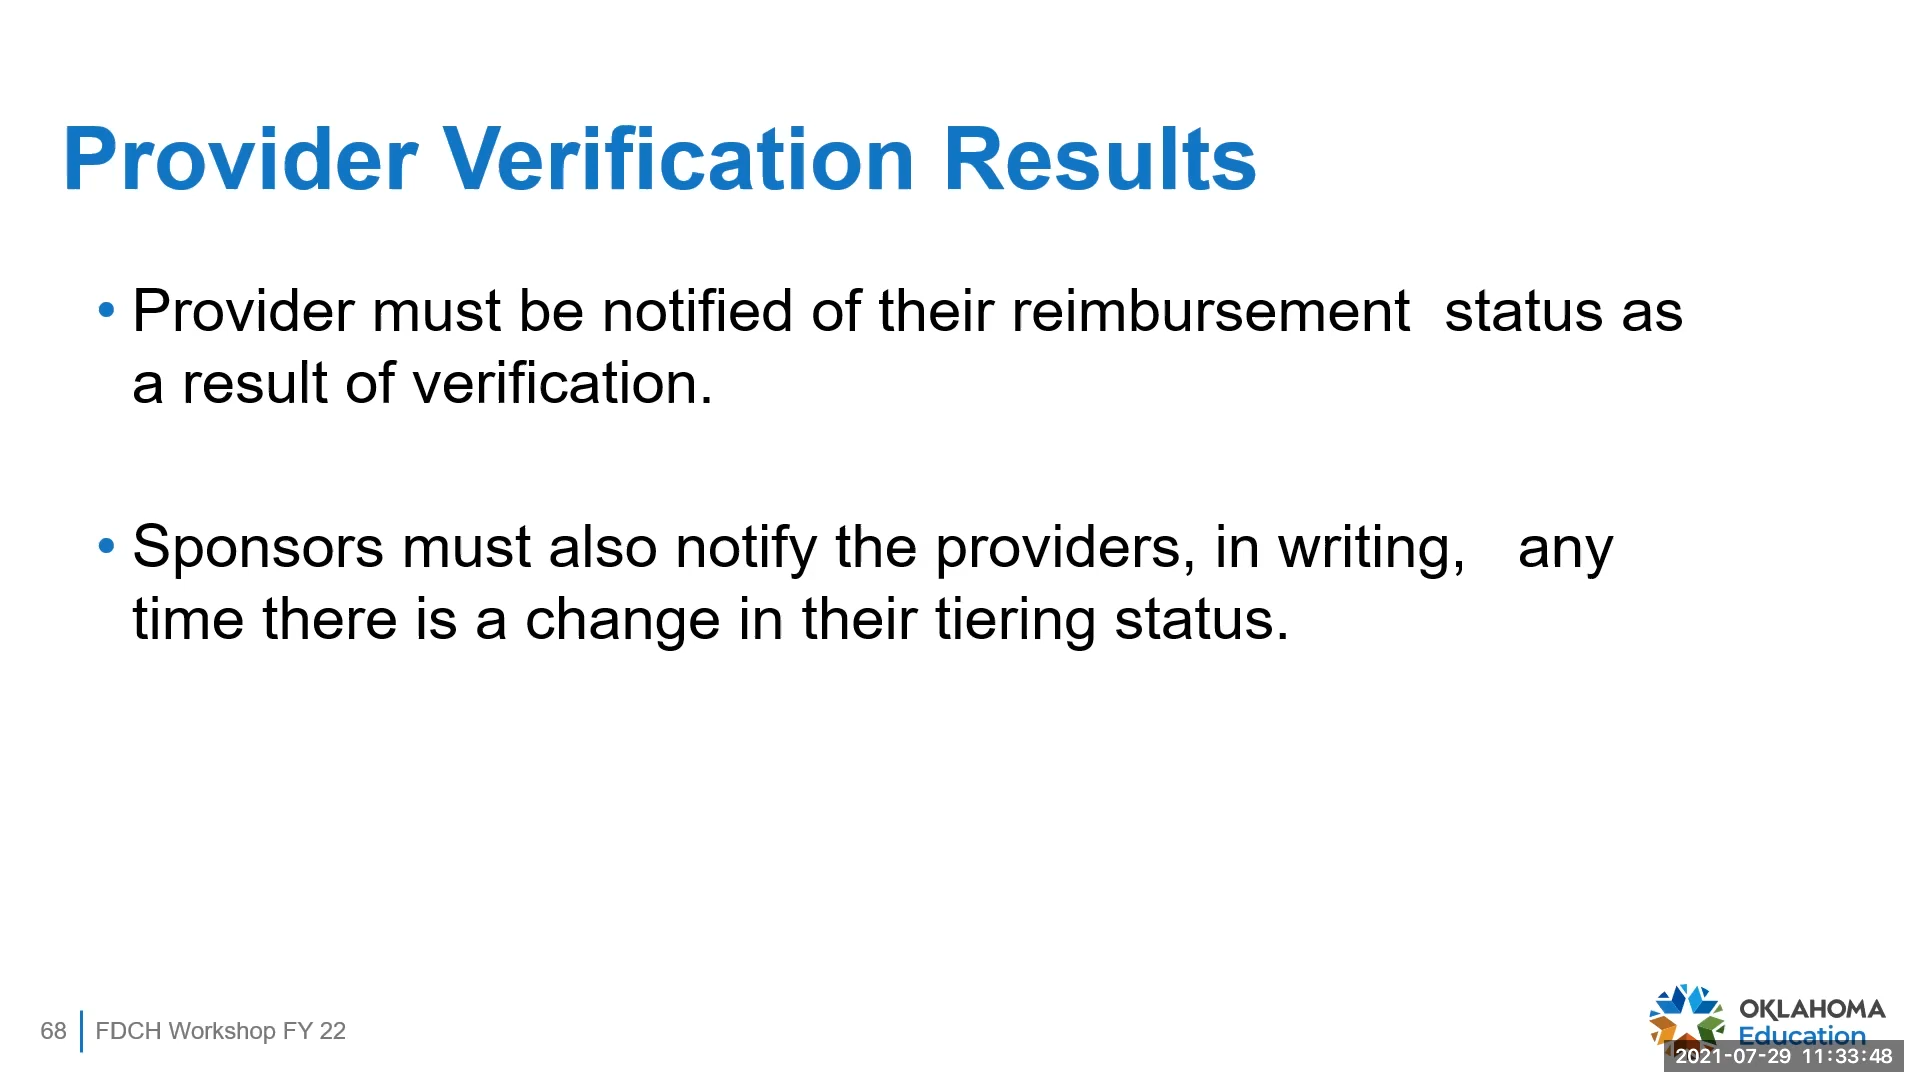 Provider Verification Results
• Provider must be notified of their reimbursement  status as
a result of verification.
• Sponsors must also notify the providers, in writing,   any
time there is a change in their tiering status.
68 FDCH Workshop FY 22
OKLAHOMA
Education
2021-07-29 11:33:48